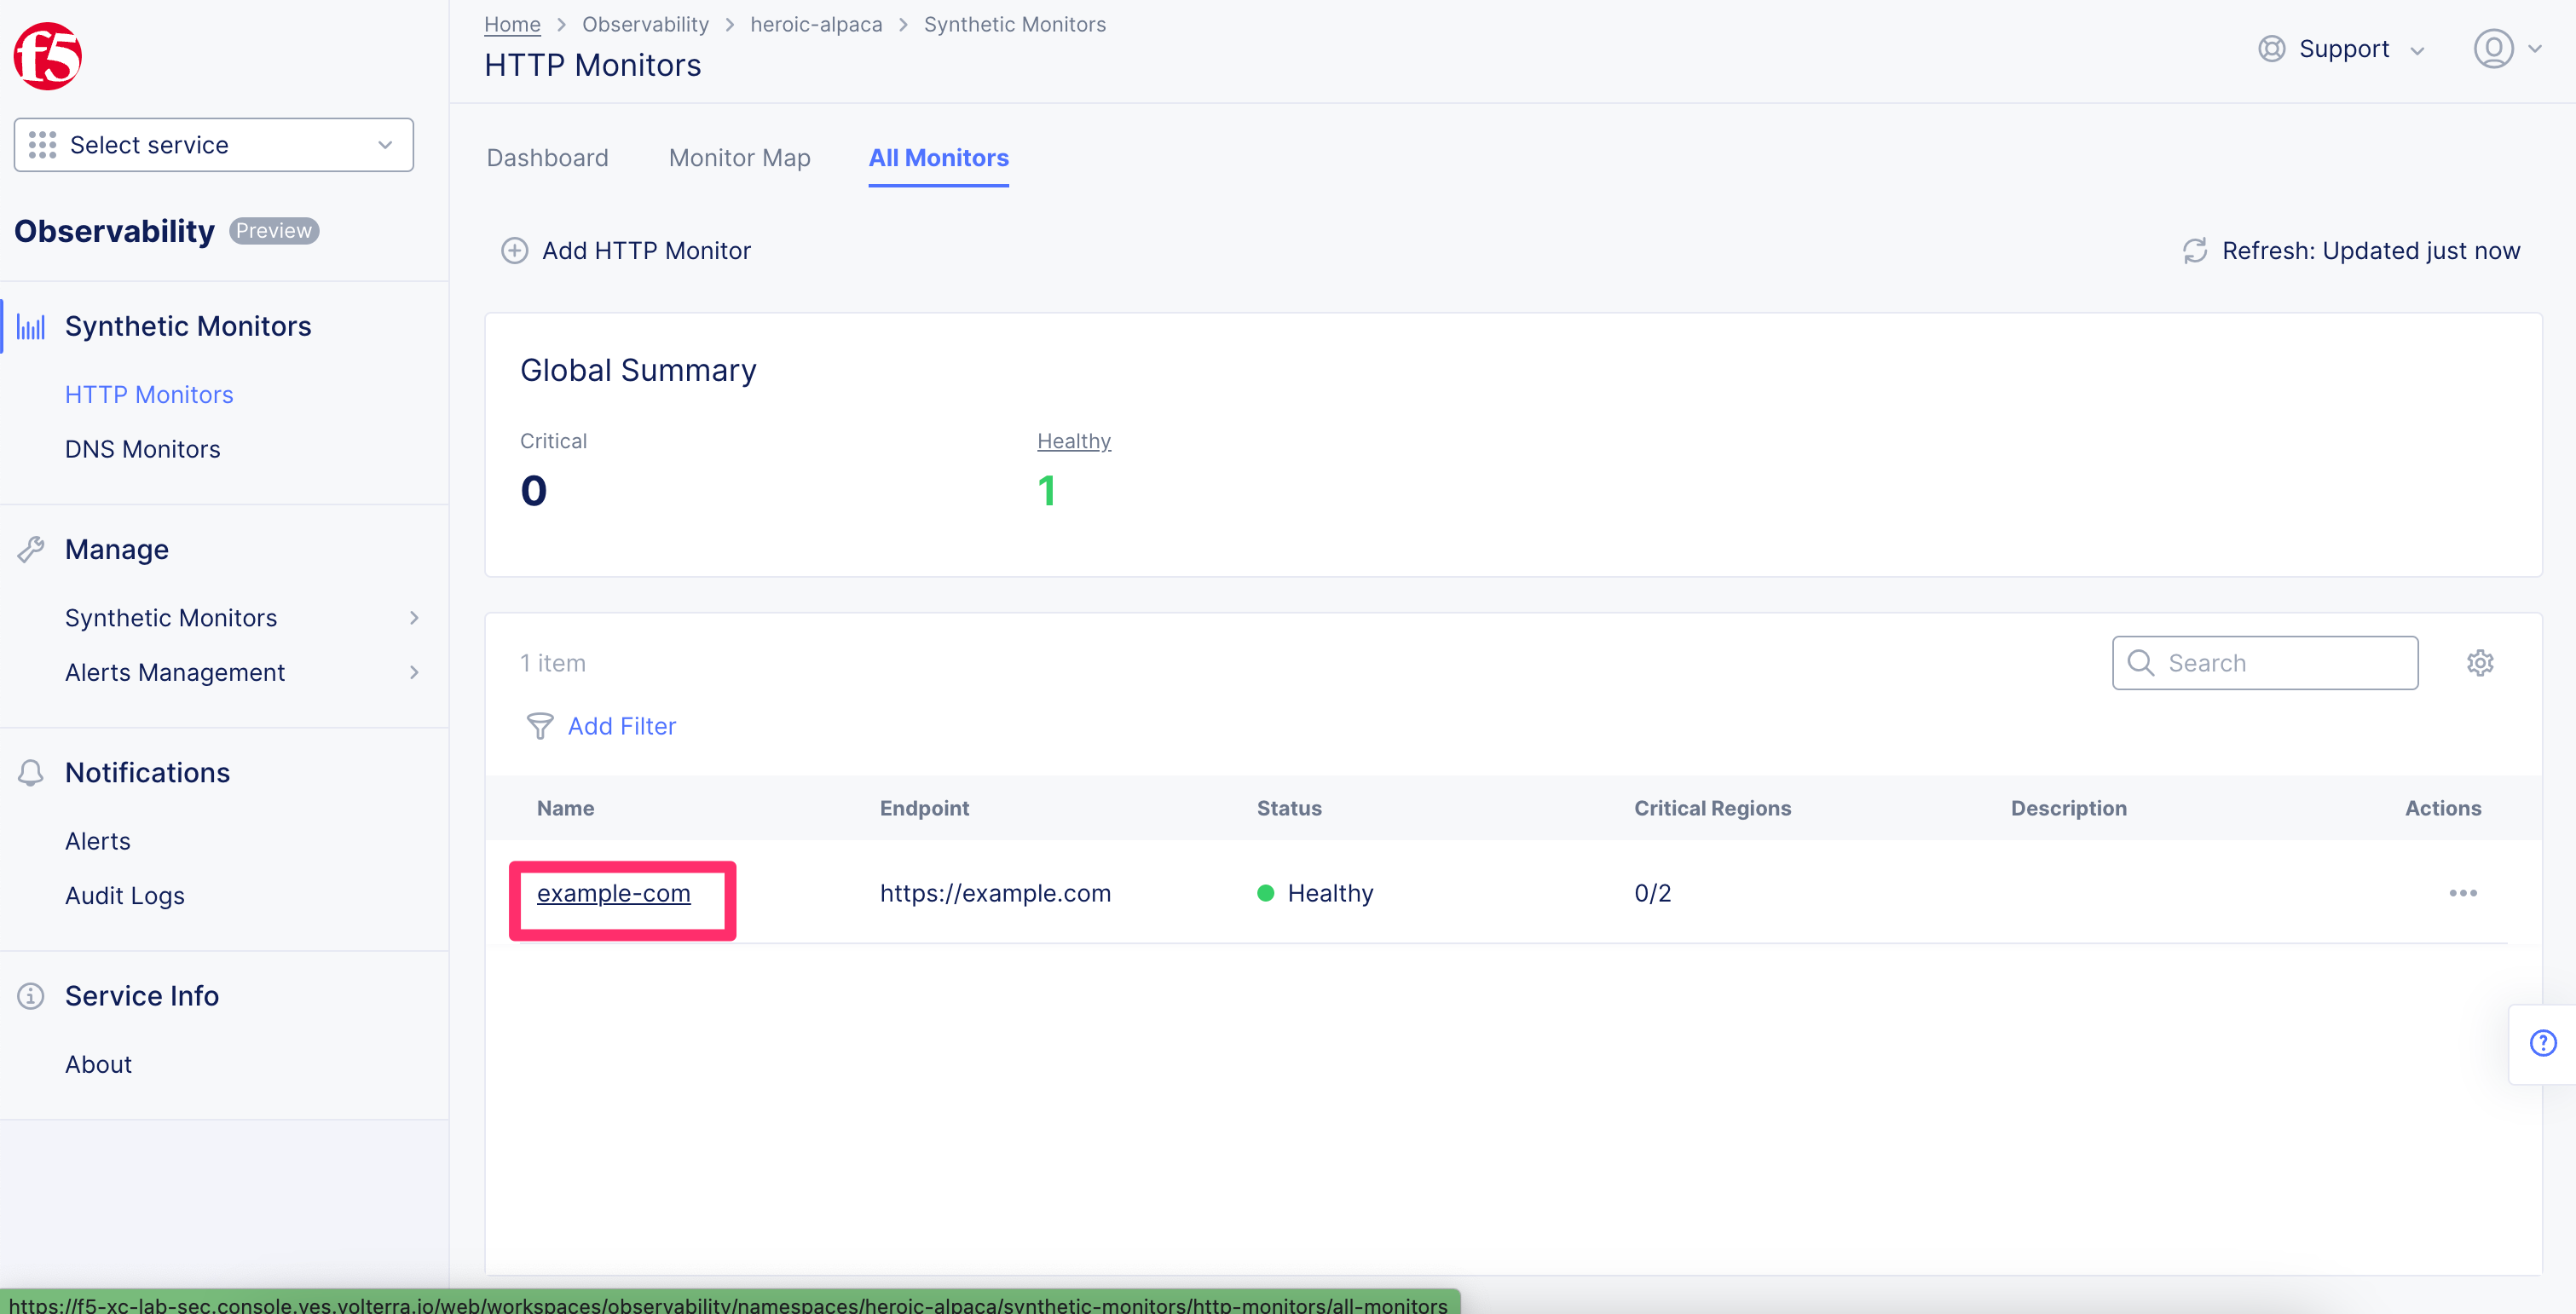 f5
Home > Observability > heroic-alpaca > Synthetic Monitors
HTTP Monitors
Support
Select service
Observability Preview
Synthetic Monitors
HTTP Monitors
DNS Monitors
Manage
Synthetic Monitors
Alerts Management
Notifications
Alerts
Audit Logs
Service Info
About
Dashboard Monitor Map All Monitors
Add HTTP Monitor
Refresh: Updated just now
Global Summary
Critical Healthy
0 1
1 item
Search
Add Filter
Name Endpoint Status Critical Regions Description Actions
example-com https://example.com Healthy 0/2
https://f5-xc-lab-sec.console.ves.volterra.io/web/workspaces/observability/namespaces/heroic-alpaca/synthetic-monitors/http-monitors/all-monitors